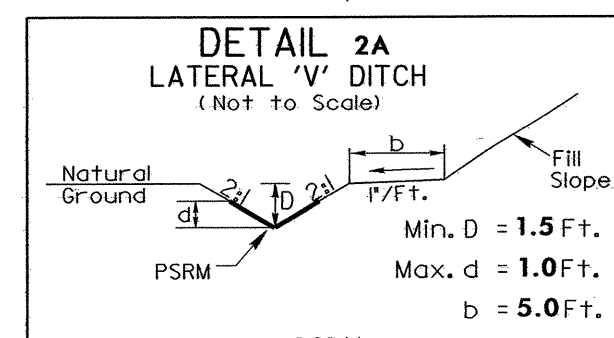 DETAIL 2A
LATERAL 'V' DITCH
(Not to Scale)
b
Natural
Ground
2:1
D
2:1
1"/Ft.
Fill
Slope
d
PSRM
Min. D = 1.5 Ft.
Max. d = 1.0 Ft.
b = 5.0 Ft.